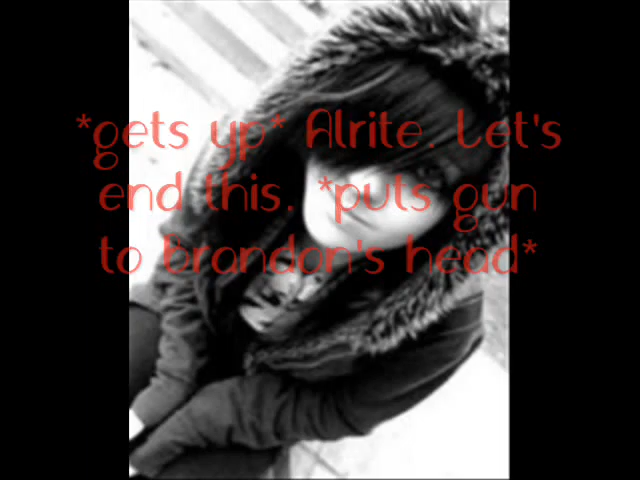 *gets up* Alrite. Let's
end this. *puts gun
to Brandon's head*